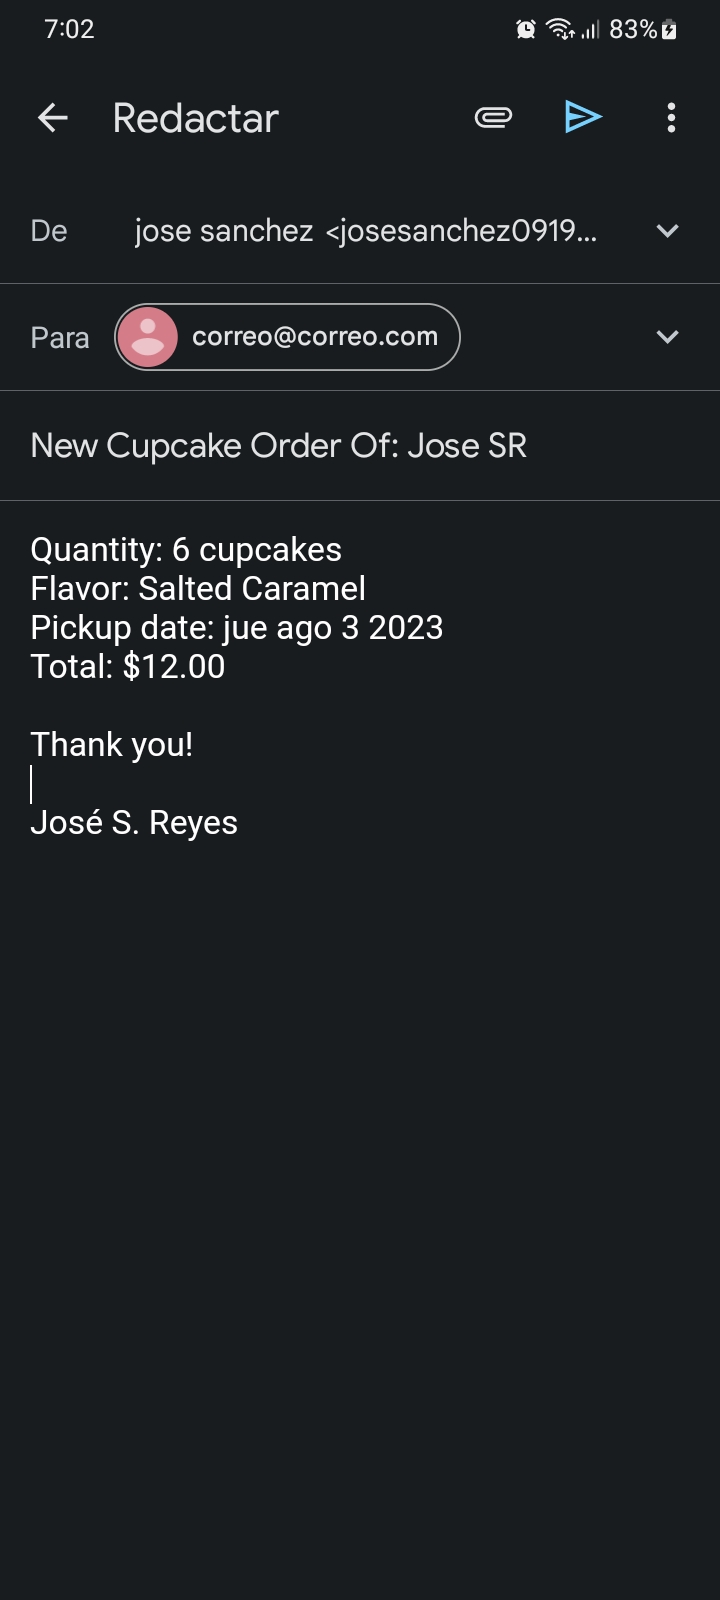 7:02 83%
Redactar
De jose sanchez <josesanchez0919...
Para correo@correo.com
New Cupcake Order Of: Jose SR
Quantity: 6 cupcakes
Flavor: Salted Caramel
Pickup date: jue ago 3 2023
Total: $12.00
Thank you!
José S. Reyes